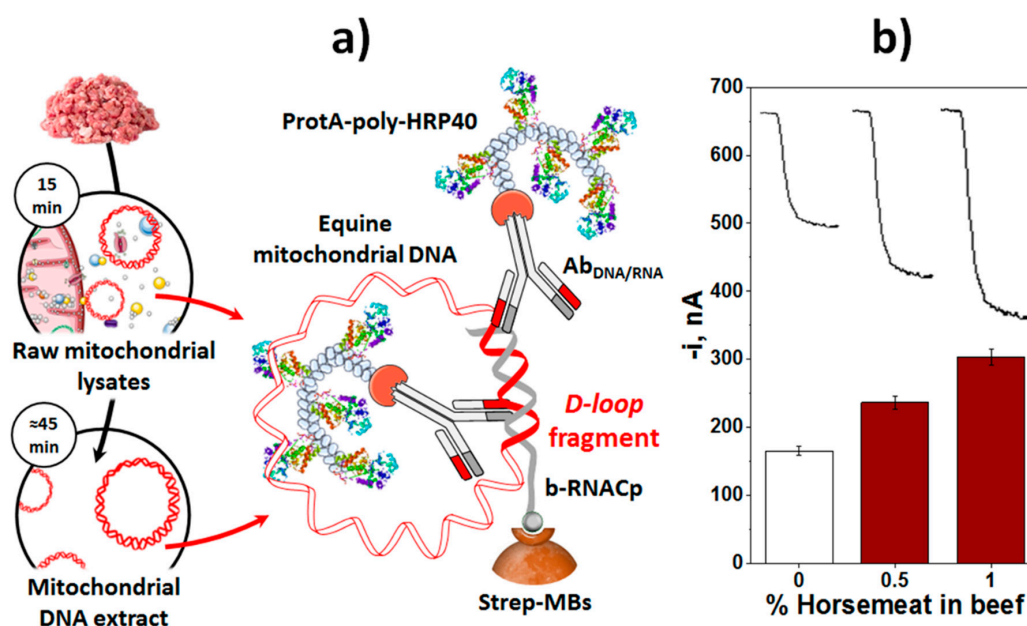 a)
15
min
Raw mitochondrial
lysates
≈45
min
Mitochondrial
DNA extract
ProtA-poly-HRP40
Equine
mitochondrial DNA
AbDNA/RNA
D-loop
fragment
b-RNACp
Strep-MBs
b)
-i, nA
700
600
500
400
300
200
100
0
0 0.5 1
% Horsemeat in beef